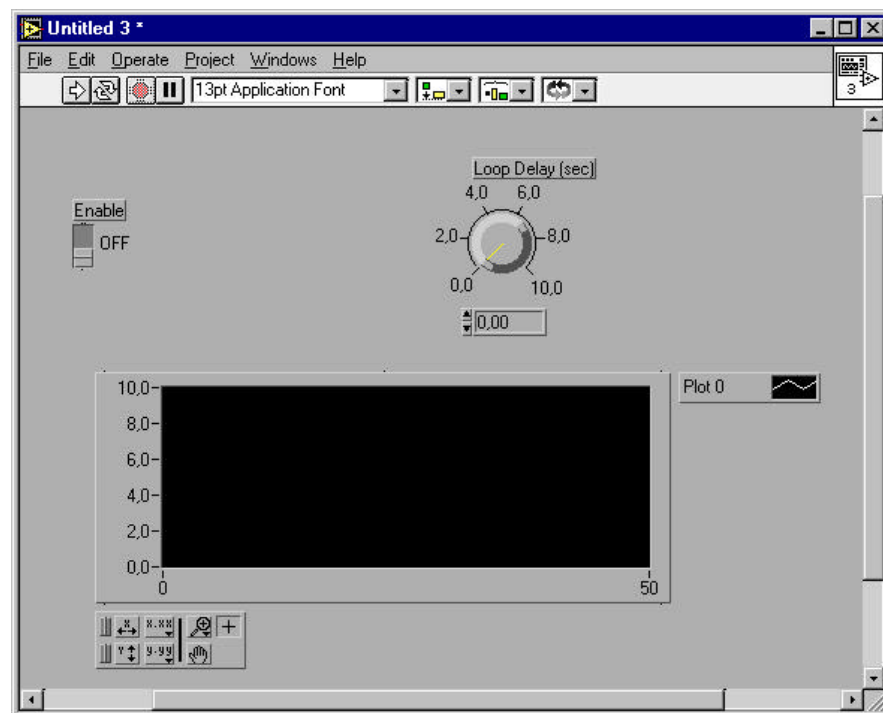 Untitled 3 *
File Edit Operate Project Windows Help
13pt Application Font
3
Loop Delay (sec)
4,0 6,0
Enable
OFF
2,0 8,0
0,0 10,0
0,00
10,0
8,0
6,0
4,0
2,0
0,0
0 50
Plot 0
X x.xx
Y y.yy